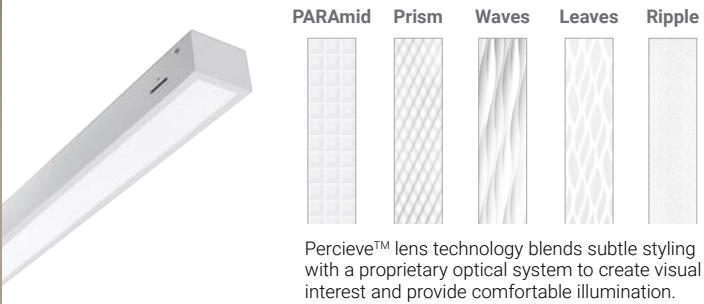 PARAmid Prism Waves Leaves Ripple
Percieve™ lens technology blends subtle styling
with a proprietary optical system to create visual
interest and provide comfortable illumination.